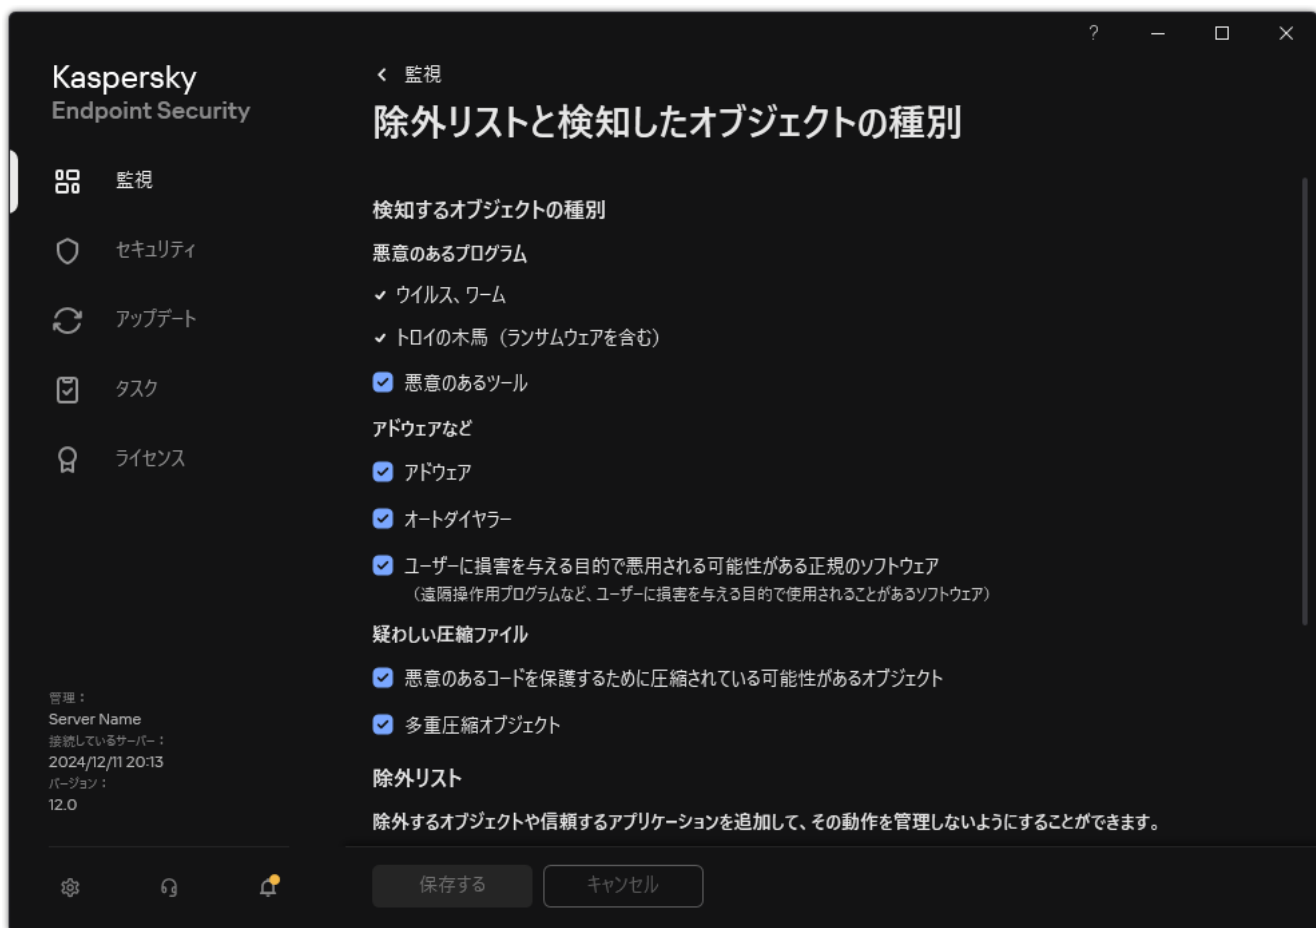 ?
Kaspersky
Endpoint Security
監視
セキュリティ
アップデート
タスク
ライセンス
管理：
Server Name
接続しているサーバー：
2024/12/11 20:13
バージョン：
12.0
監視
除外リストと検知したオブジェクトの種別
検知するオブジェクトの種別
悪意のあるプログラム
ウイルス、ワーム
トロイの木馬（ランサムウェアを含む）
悪意のあるツール
アドウェアなど
アドウェア
オートダイヤラー
ユーザーに損害を与える目的で悪用される可能性がある正規のソフトウェア
（遠隔操作用プログラムなど、ユーザーに損害を与える目的で使用されることがあるソフトウェア）
疑わしい圧縮ファイル
悪意のあるコードを保護するために圧縮されている可能性があるオブジェクト
多重圧縮オブジェクト
除外リスト
除外するオブジェクトや信頼するアプリケーションを追加して、その動作を管理しないようにすることができます。
保存する
キャンセル